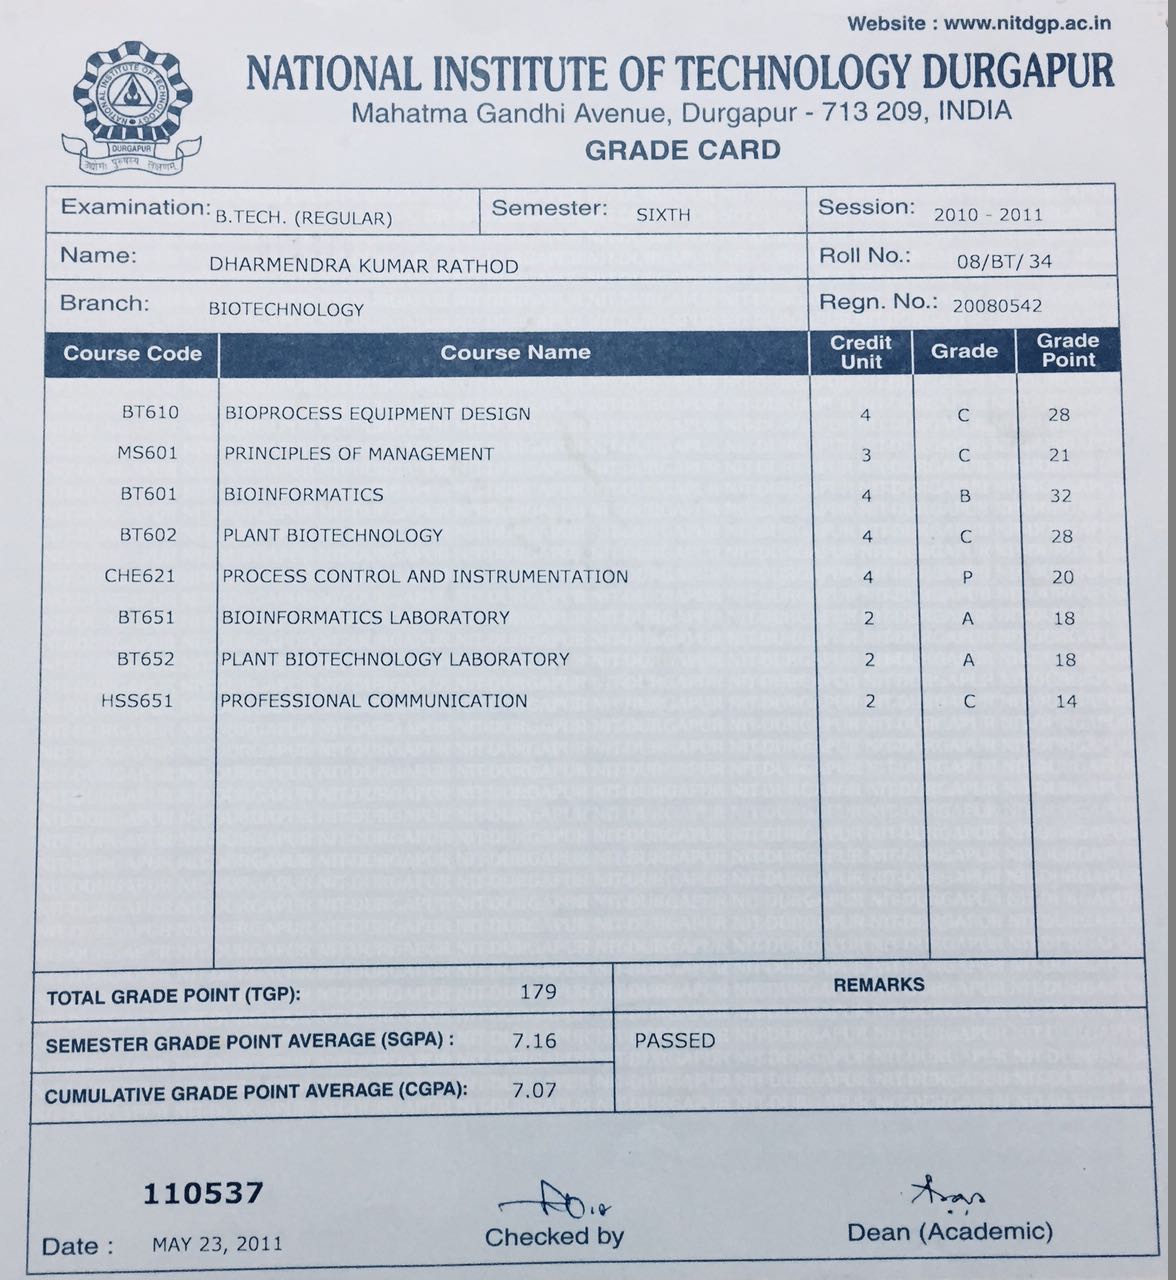 Website : www.nitdgp.ac.in
NATIONAL INSTITUTE OF TECHNOLOGY DURGAPUR
Mahatma Gandhi Avenue, Durgapur - 713 209, INDIA
GRADE CARD
NATIONAL INSTITUTE OF TECHNOLOGY
DURGAPUR
Examination: B.TECH. (REGULAR) Semester: SIXTH Session: 2010 - 2011
Name: DHARMENDRA KUMAR RATHOD Roll No.: 08/BT/ 34
Branch: BIOTECHNOLOGY Regn. No.: 20080542
Course Code Course Name Credit Unit Grade Grade Point
BT610 BIOPROCESS EQUIPMENT DESIGN 4 C 28
MS601 PRINCIPLES OF MANAGEMENT 3 C 21
BT601 BIOINFORMATICS 4 B 32
BT602 PLANT BIOTECHNOLOGY 4 C 28
CHE621 PROCESS CONTROL AND INSTRUMENTATION 4 P 20
BT651 BIOINFORMATICS LABORATORY 2 A 18
BT652 PLANT BIOTECHNOLOGY LABORATORY 2 A 18
HSS651 PROFESSIONAL COMMUNICATION 2 C 14
TOTAL GRADE POINT (TGP): 179 REMARKS
SEMESTER GRADE POINT AVERAGE (SGPA) : 7.16 PASSED
CUMULATIVE GRADE POINT AVERAGE (CGPA): 7.07
110537
Checked by Dean (Academic)
Date : MAY 23, 2011